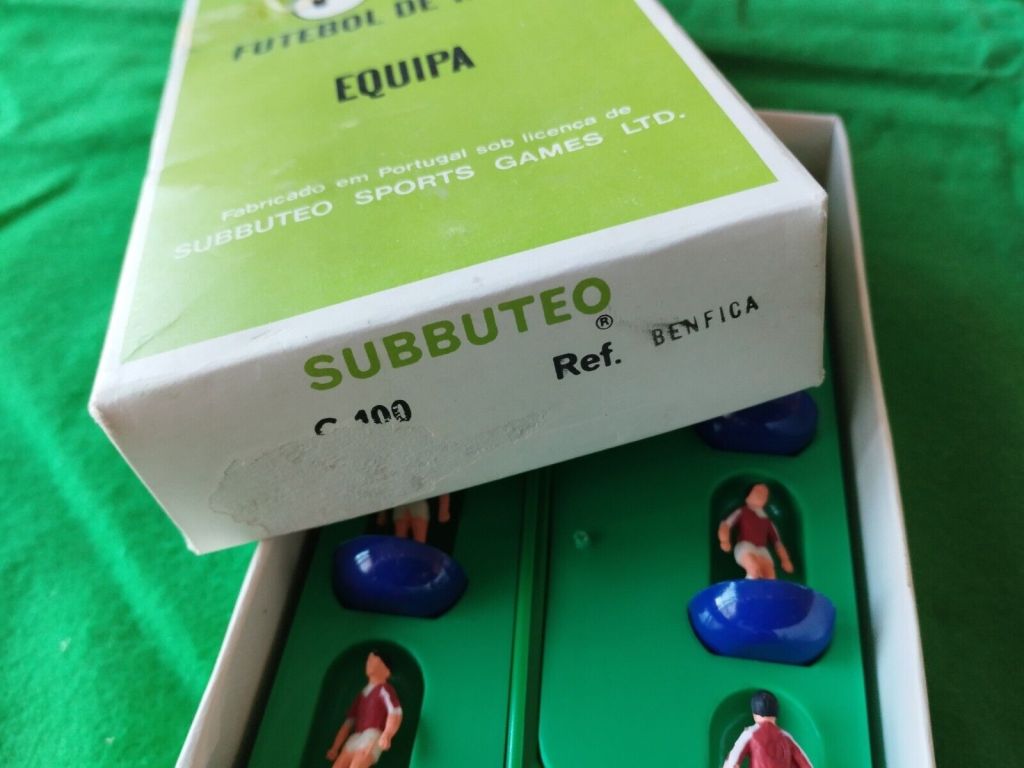 FUTEBOL DE
EQUIPA
Fabricado em Portugal sob licença de
SUBBUTEO SPORTS GAMES LTD.
SUBBUTEO®
Ref. BENFICA
C 100